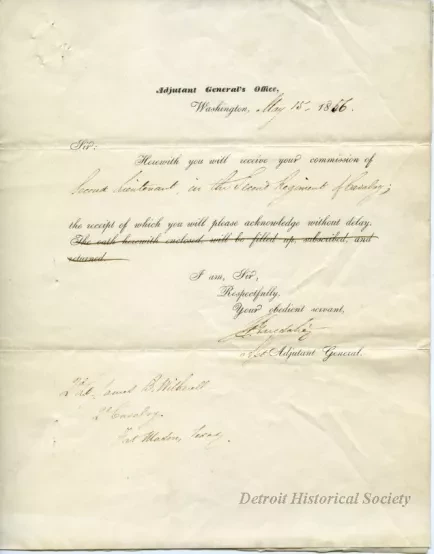 Adjutant General's Office,
Washington, May 15 1856.
Sir:
Herewith you will receive your commission of
Second Lieutenant, in the Second Regiment of Cavalry;
the receipt of which you will please acknowledge without delay.
The oath herewith enclosed, will be filled up, subscribed, and
returned
I am, Sir,
Respectfully,
Your obedient servant,
Asst Adjutant General.
James B. Witherell
2d Cavalry,
Fort Mason, Texas.
Detroit Historical Society